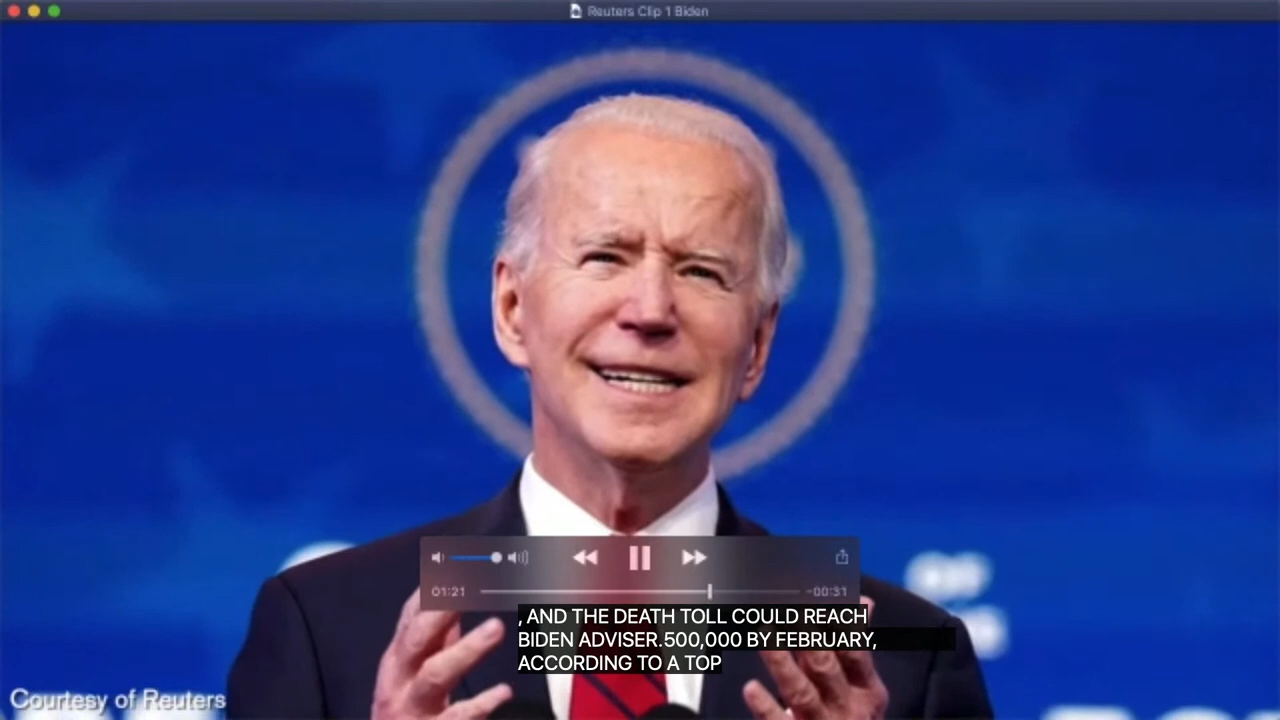 Reuters Clip 1 Biden
01:21
-00:31
, AND THE DEATH TOLL COULD REACH
BIDEN ADVISER.500,000 BY FEBRUARY,
ACCORDING TO A TOP
Courtesy of Reuters